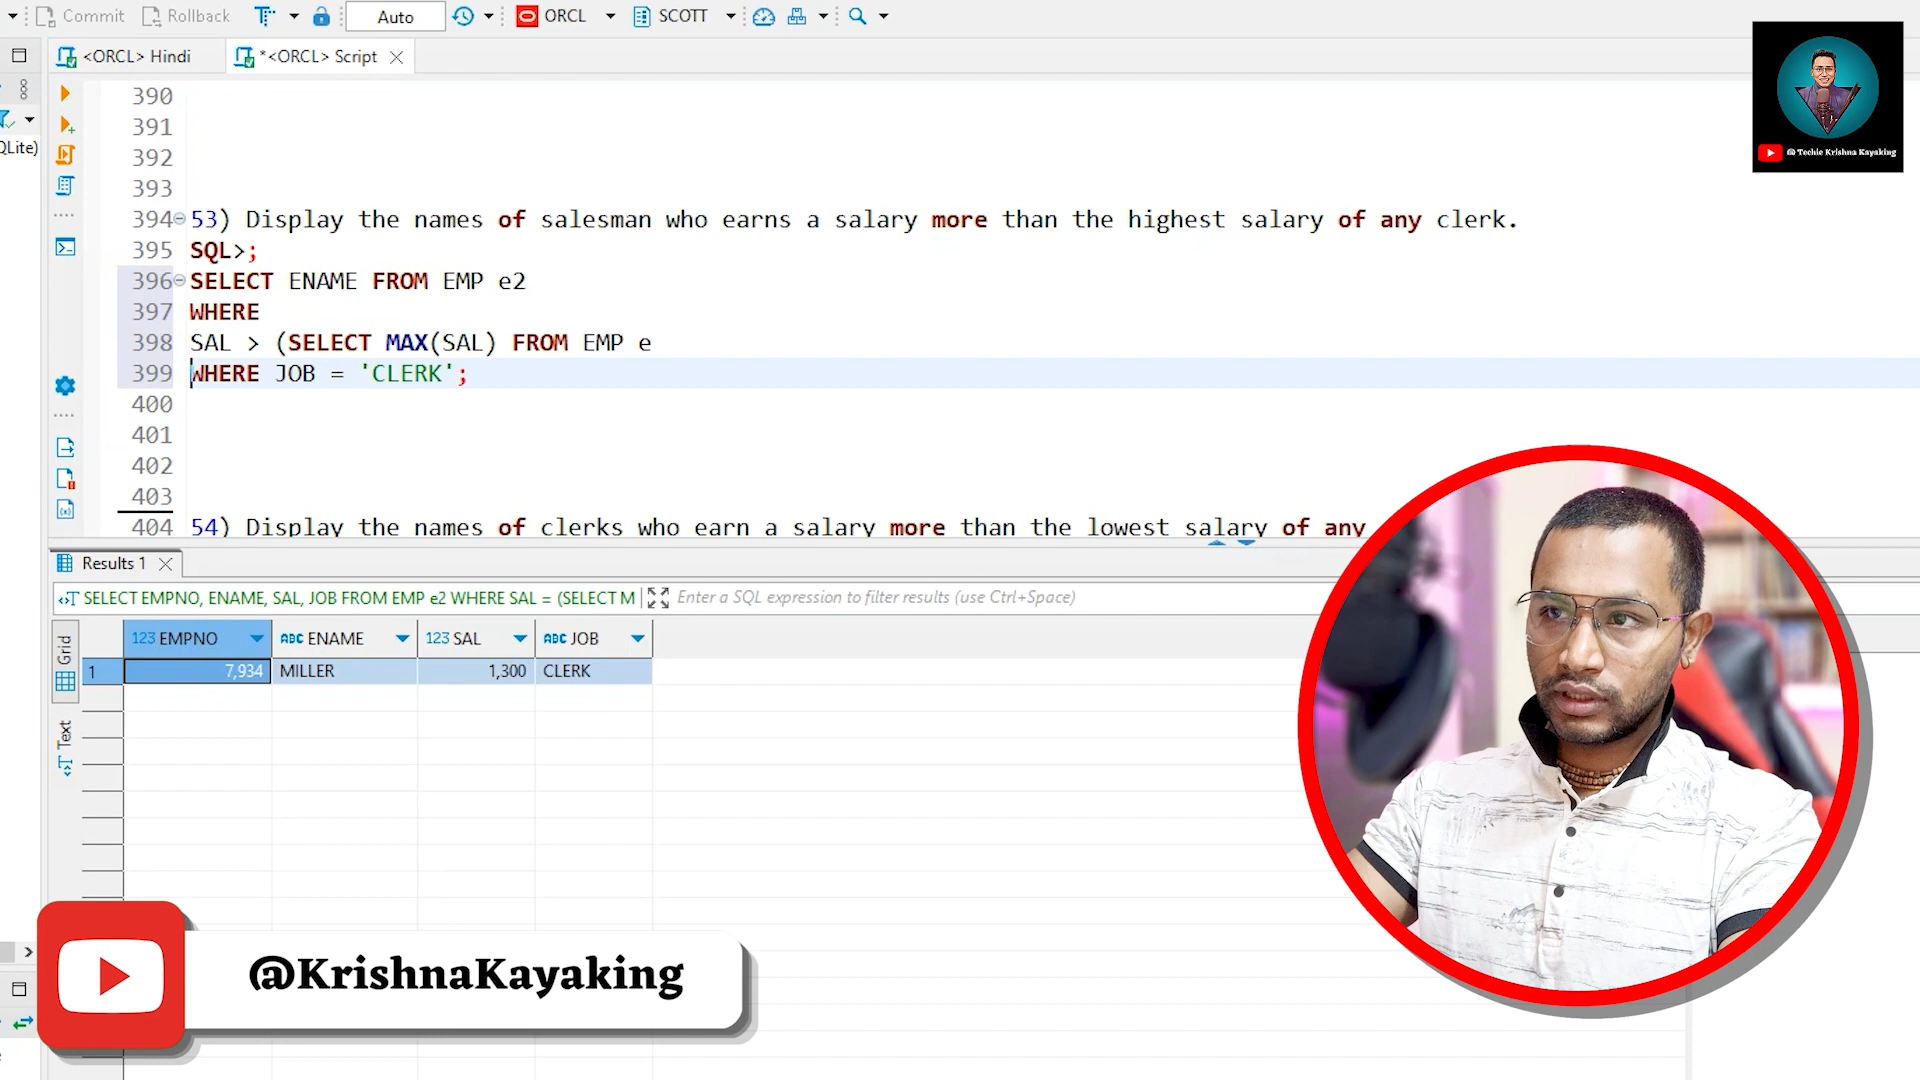 Commit
Rollback
Auto
ORCL
SCOTT
<ORCL> Hindi
*<ORCL> Script
@ Techie Krishna Kayaking
QLite)
390
391
392
393
394 53) Display the names of salesman who earns a salary more than the highest salary of any clerk.
395 SQL>;
396 SELECT ENAME FROM EMP e2
397 WHERE
398 SAL > (SELECT MAX(SAL) FROM EMP e
399 WHERE JOB = 'CLERK';
400
401
402
403
404 54) Display the names of clerks who earn a salary more than the lowest salary of any
Results 1
SELECT EMPNO, ENAME, SAL, JOB FROM EMP e2 WHERE SAL = (SELECT M
Enter a SQL expression to filter results (use Ctrl+Space)
Grid
123 EMPNO ABC ENAME 123 SAL ABC JOB
1 7,934 MILLER 1,300 CLERK
Text
@KrishnaKayaking